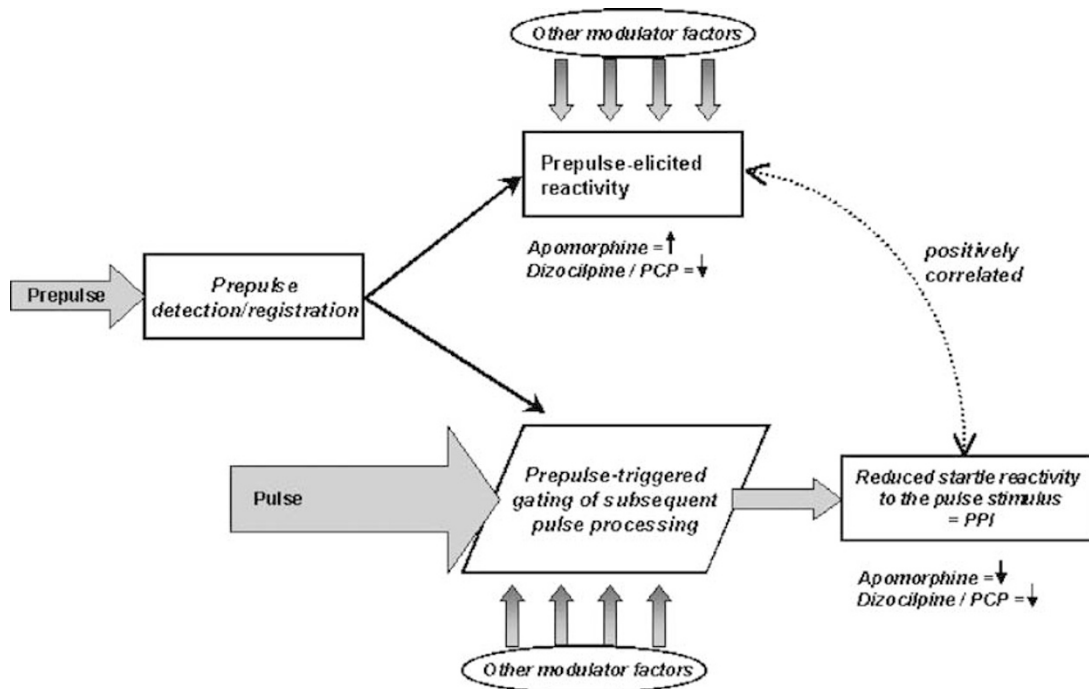 Other modulator factors
Prepulse-elicited
reactivity
Apomorphine = ↑
Dizocilpine / PCP = ↓
positively
correlated
Prepulse
Prepulse
detection/registration
Pulse
Prepulse-triggered
gating of subsequent
pulse processing
Reduced startle reactivity
to the pulse stimulus
= PPI
Apomorphine = ↓
Dizocilpine / PCP = ↓
Other modulator factors